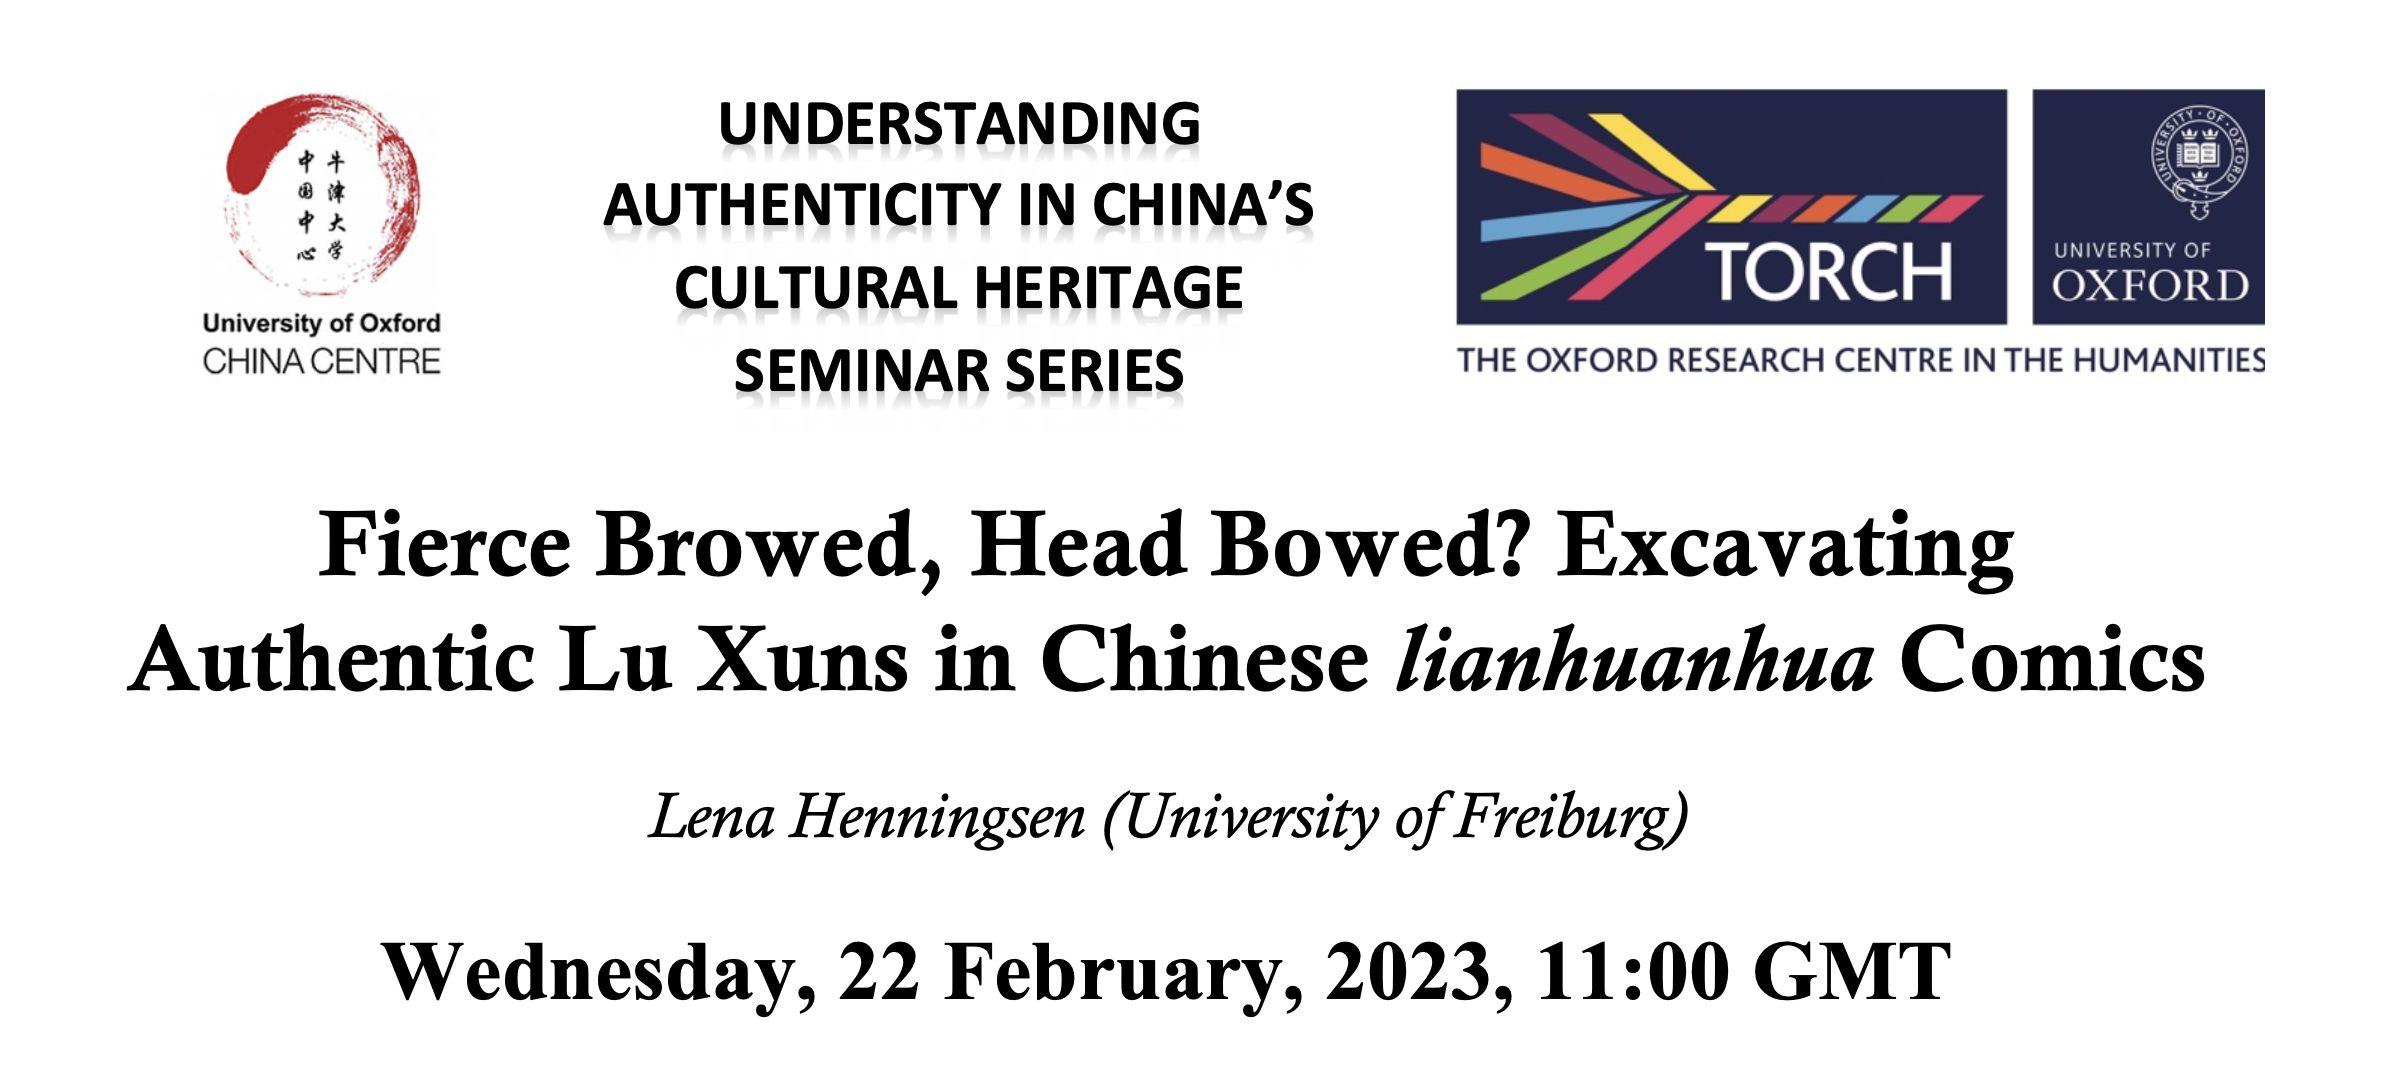 牛津大学
中国中心
University of Oxford
CHINA CENTRE
UNDERSTANDING
AUTHENTICITY IN CHINA’S
CULTURAL HERITAGE
SEMINAR SERIES
TORCH
UNIVERSITY OF OXFORD
UNIVERSITY OF
OXFORD
THE OXFORD RESEARCH CENTRE IN THE HUMANITIES
Fierce Browed, Head Bowed? Excavating
Authentic Lu Xuns in Chinese lianhuanhua Comics
Lena Henningsen (University of Freiburg)
Wednesday, 22 February, 2023, 11:00 GMT